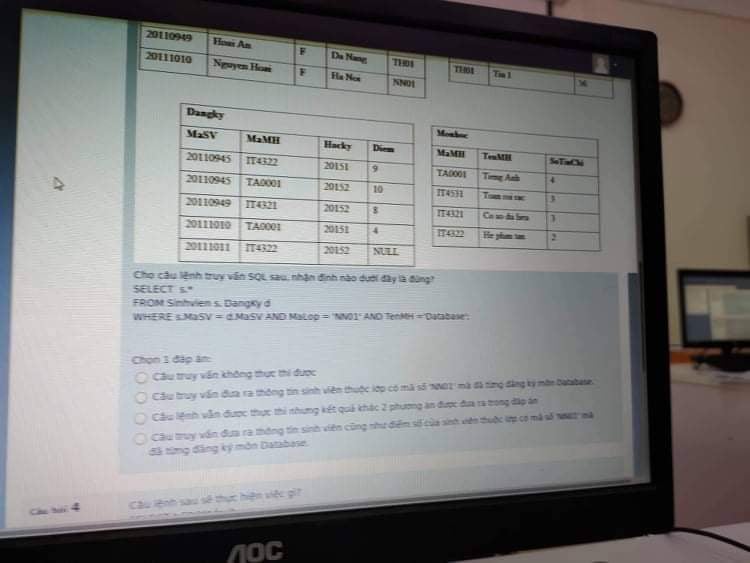 20110949 Hoai An F Da Nang TH01
20111010 Nguyen Hoai F Ha Noi NN01
TH01 Tin 1
Dangky
MaSV MaMH Hocky Diem
20110945 IT4322 20151 9
20110945 TA0001 20152 10
20110949 IT4321 20152 8
20111010 TA0001 20151 4
20111011 IT4322 20152 NULL
Monhoc
MaMH TenMH SoTinChi
TA0001 Tieng Anh 4
IT4531 Toan roi rac 3
IT4321 Co so du lieu 3
IT4322 He phan tan 2
Cho câu lệnh truy vấn SQL sau, nhận định nào dưới đây là đúng?
SELECT s.*
FROM Sinhvien s, DangKy d
WHERE s.MaSV = d.MaSV AND MaLop = 'NN01' AND TenMH ='Database';
Chọn 1 đáp án:
Câu truy vấn không thực thi được
Câu truy vấn đưa ra thông tin sinh viên thuộc lớp có mã số 'NN01' mà đã từng đăng ký môn Database.
Câu lệnh vẫn được thực thi nhưng kết quả khác 2 phương án được đưa ra trong đáp án
Câu truy vấn đưa ra thông tin sinh viên cũng như điểm số của sinh viên thuộc lớp có mã số 'NN01' mà
đã từng đăng ký môn Database.
Câu hỏi 4
Câu lệnh sau sẽ thực hiện việc gì?
AOC